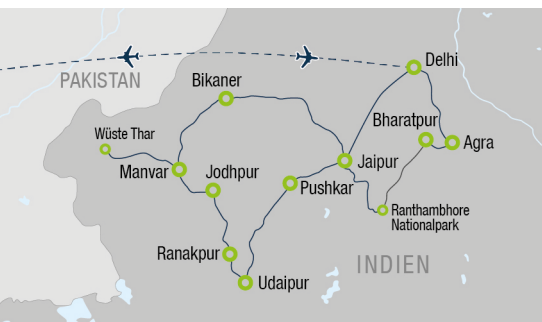 Delhi
PAKISTAN
Bikaner
Bharatpur
Wüste Thar
Agra
Jaipur
Manvar
Jodhpur
Pushkar
Ranthambhore
Nationalpark
Ranakpur
INDIEN
Udaipur